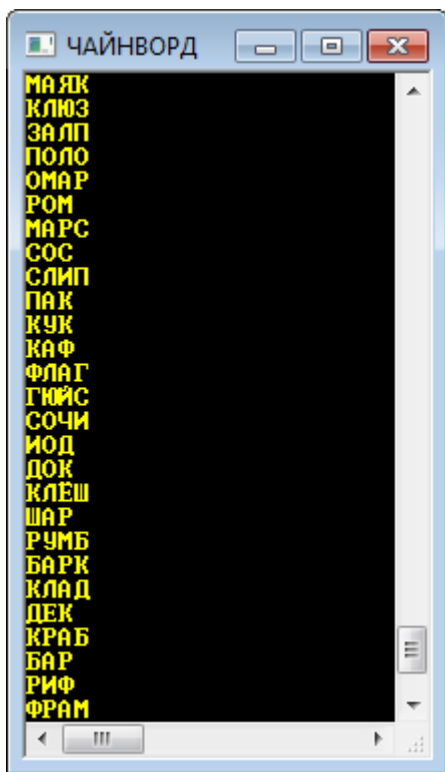 ЧАЙНВОРД
МАЯК
КЛЮЗ
ЗАЛП
ПОЛО
ОМАР
РОМ
МАРС
СОС
СЛИП
ПАК
КУК
КАФ
ФЛАГ
ГЮЙС
СОЧИ
ИОД
ДОК
КЛЁШ
ШАР
РУМБ
БАРК
КЛАД
ДЕК
КРАБ
БАР
РИФ
ФРАМ